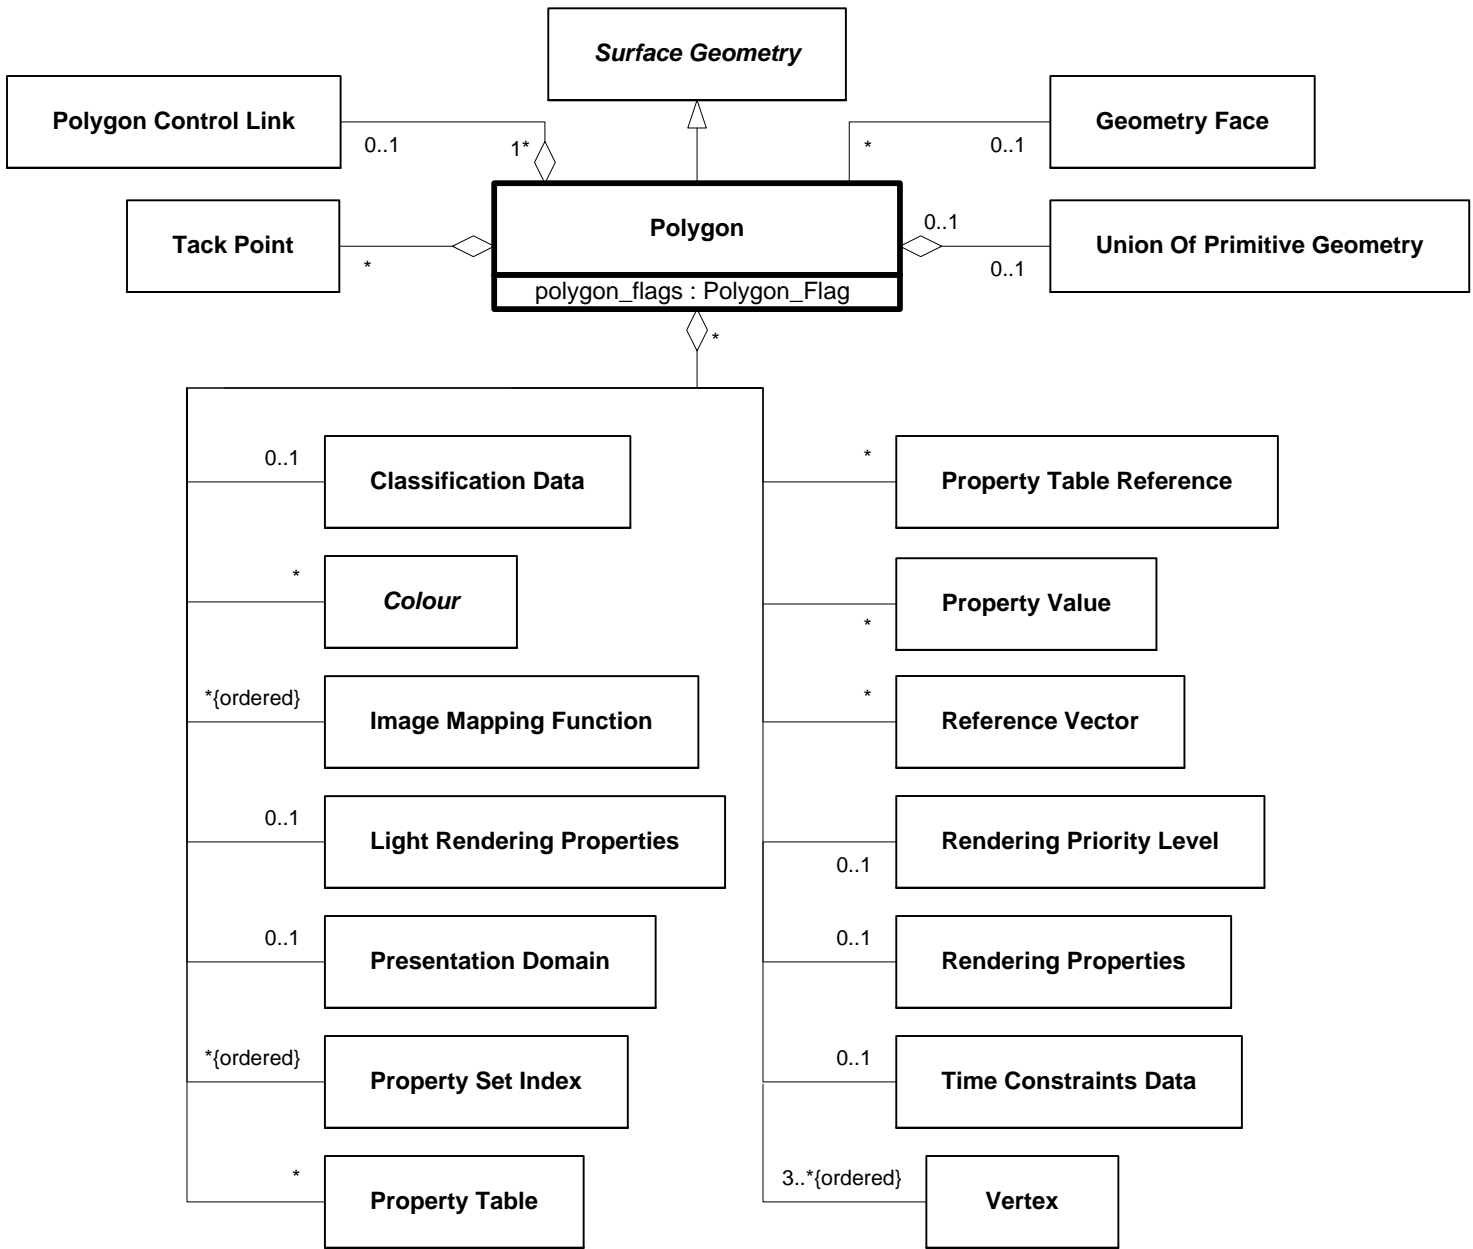 Surface Geometry
Polygon Control Link
0..1
1*
Geometry Face
*
0..1
Tack Point
*
Polygon
polygon_flags : Polygon_Flag
0..1
0..1
Union Of Primitive Geometry
*
0..1
Classification Data
*
Colour
*{ordered}
Image Mapping Function
0..1
Light Rendering Properties
0..1
Presentation Domain
*{ordered}
Property Set Index
*
Property Table
*
Property Table Reference
Property Value
*
*
Reference Vector
Rendering Priority Level
0..1
0..1
Rendering Properties
0..1
Time Constraints Data
3..*{ordered}
Vertex